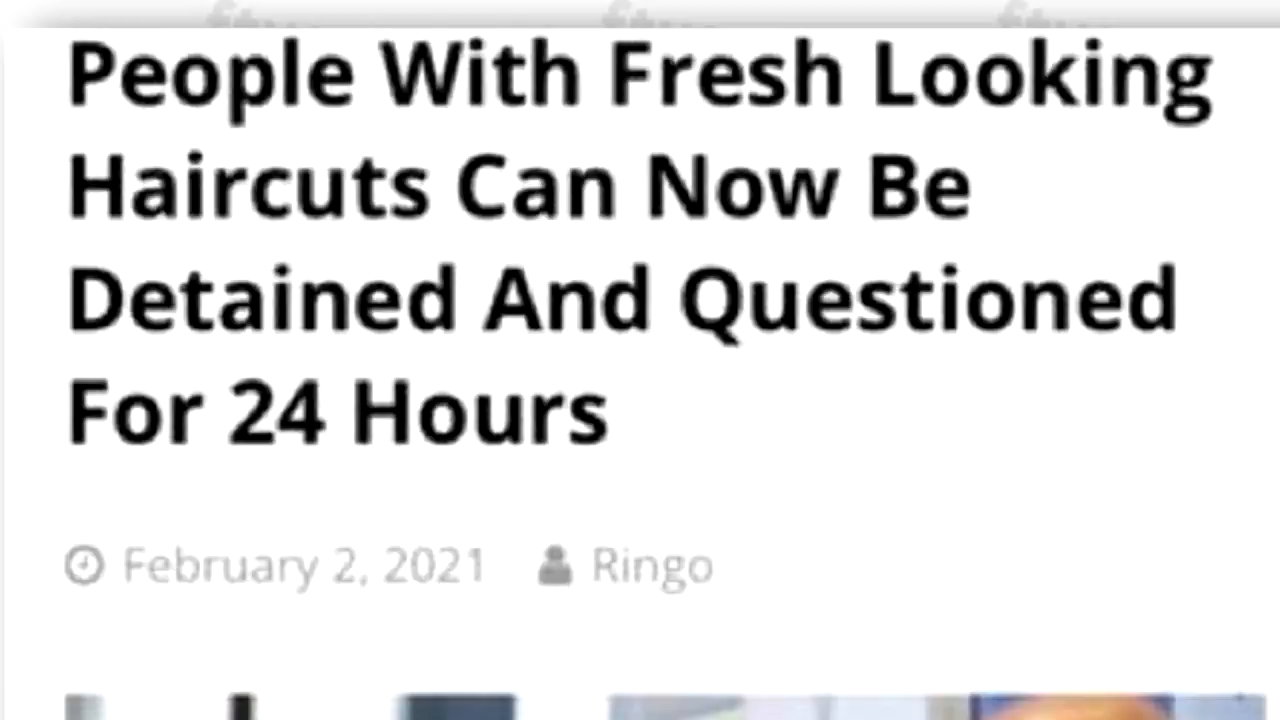 People With Fresh Looking
Haircuts Can Now Be
Detained And Questioned
For 24 Hours
February 2, 2021 Ringo